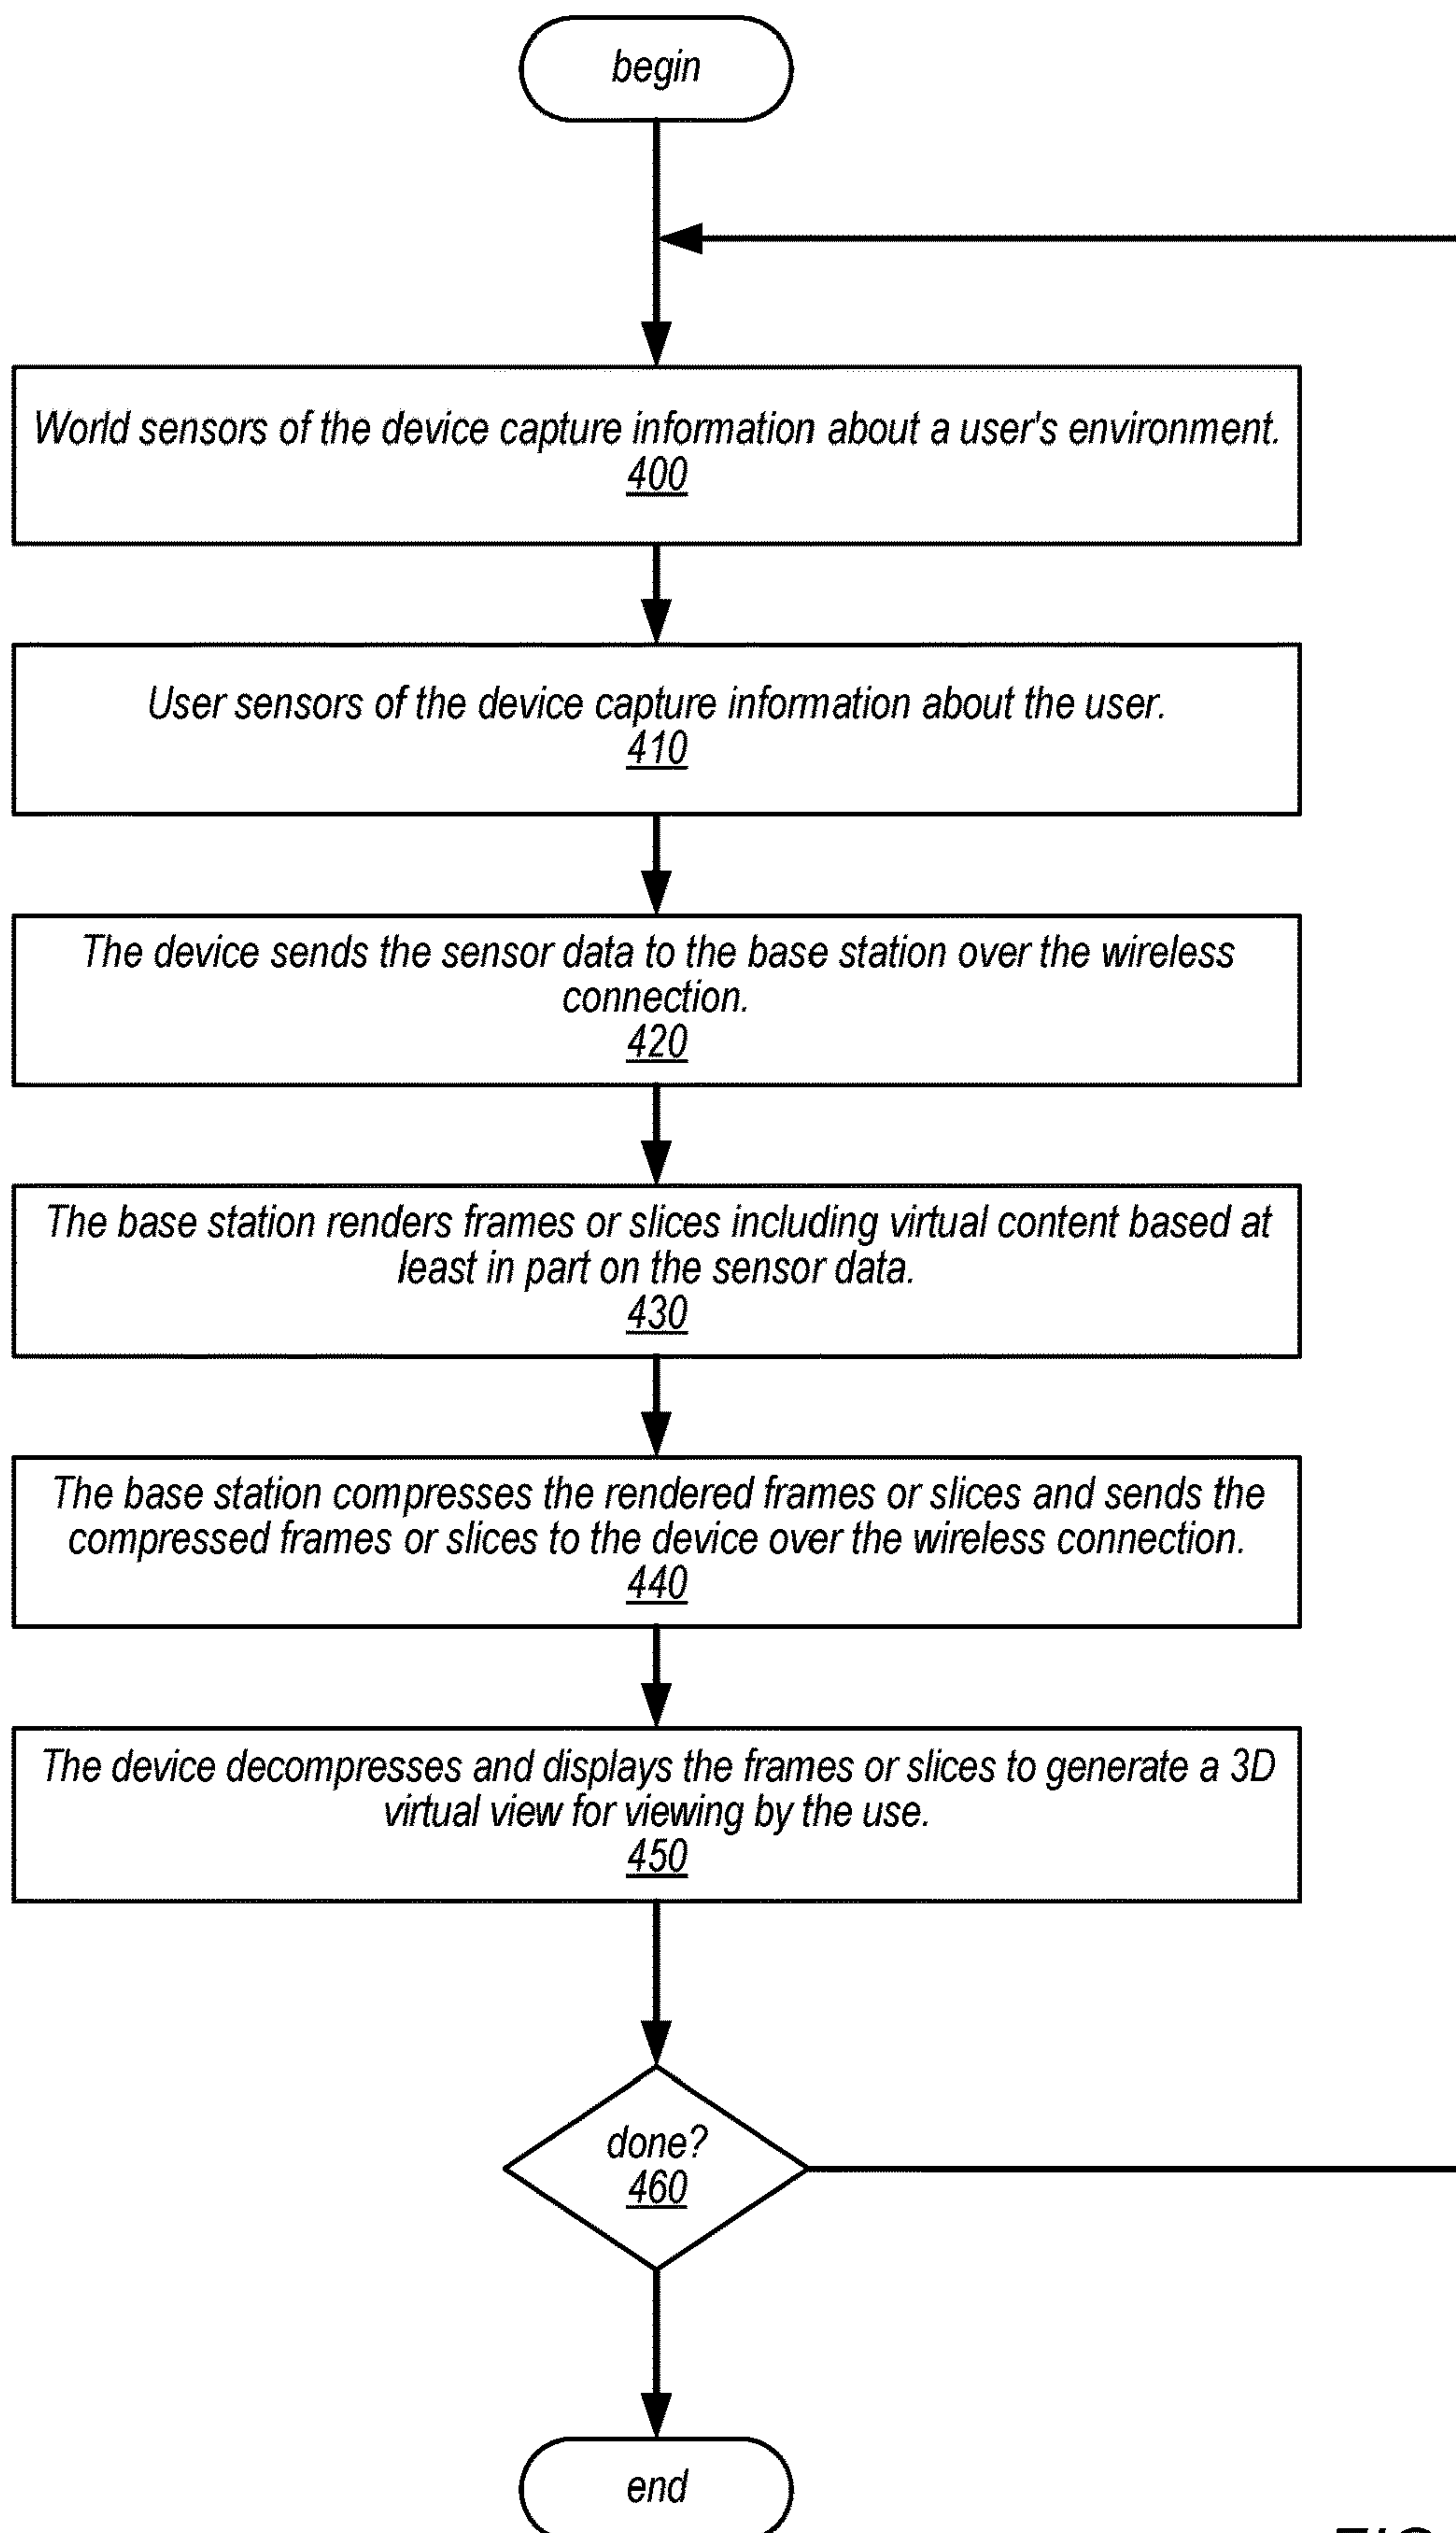 begin
World sensors of the device capture information about a user's environment.
400
User sensors of the device capture information about the user.
410
The device sends the sensor data to the base station over the wireless
connection.
420
The base station renders frames or slices including virtual content based at
least in part on the sensor data.
430
The base station compresses the rendered frames or slices and sends the
compressed frames or slices to the device over the wireless connection.
440
The device decompresses and displays the frames or slices to generate a 3D
virtual view for viewing by the use.
450
done?
460
end